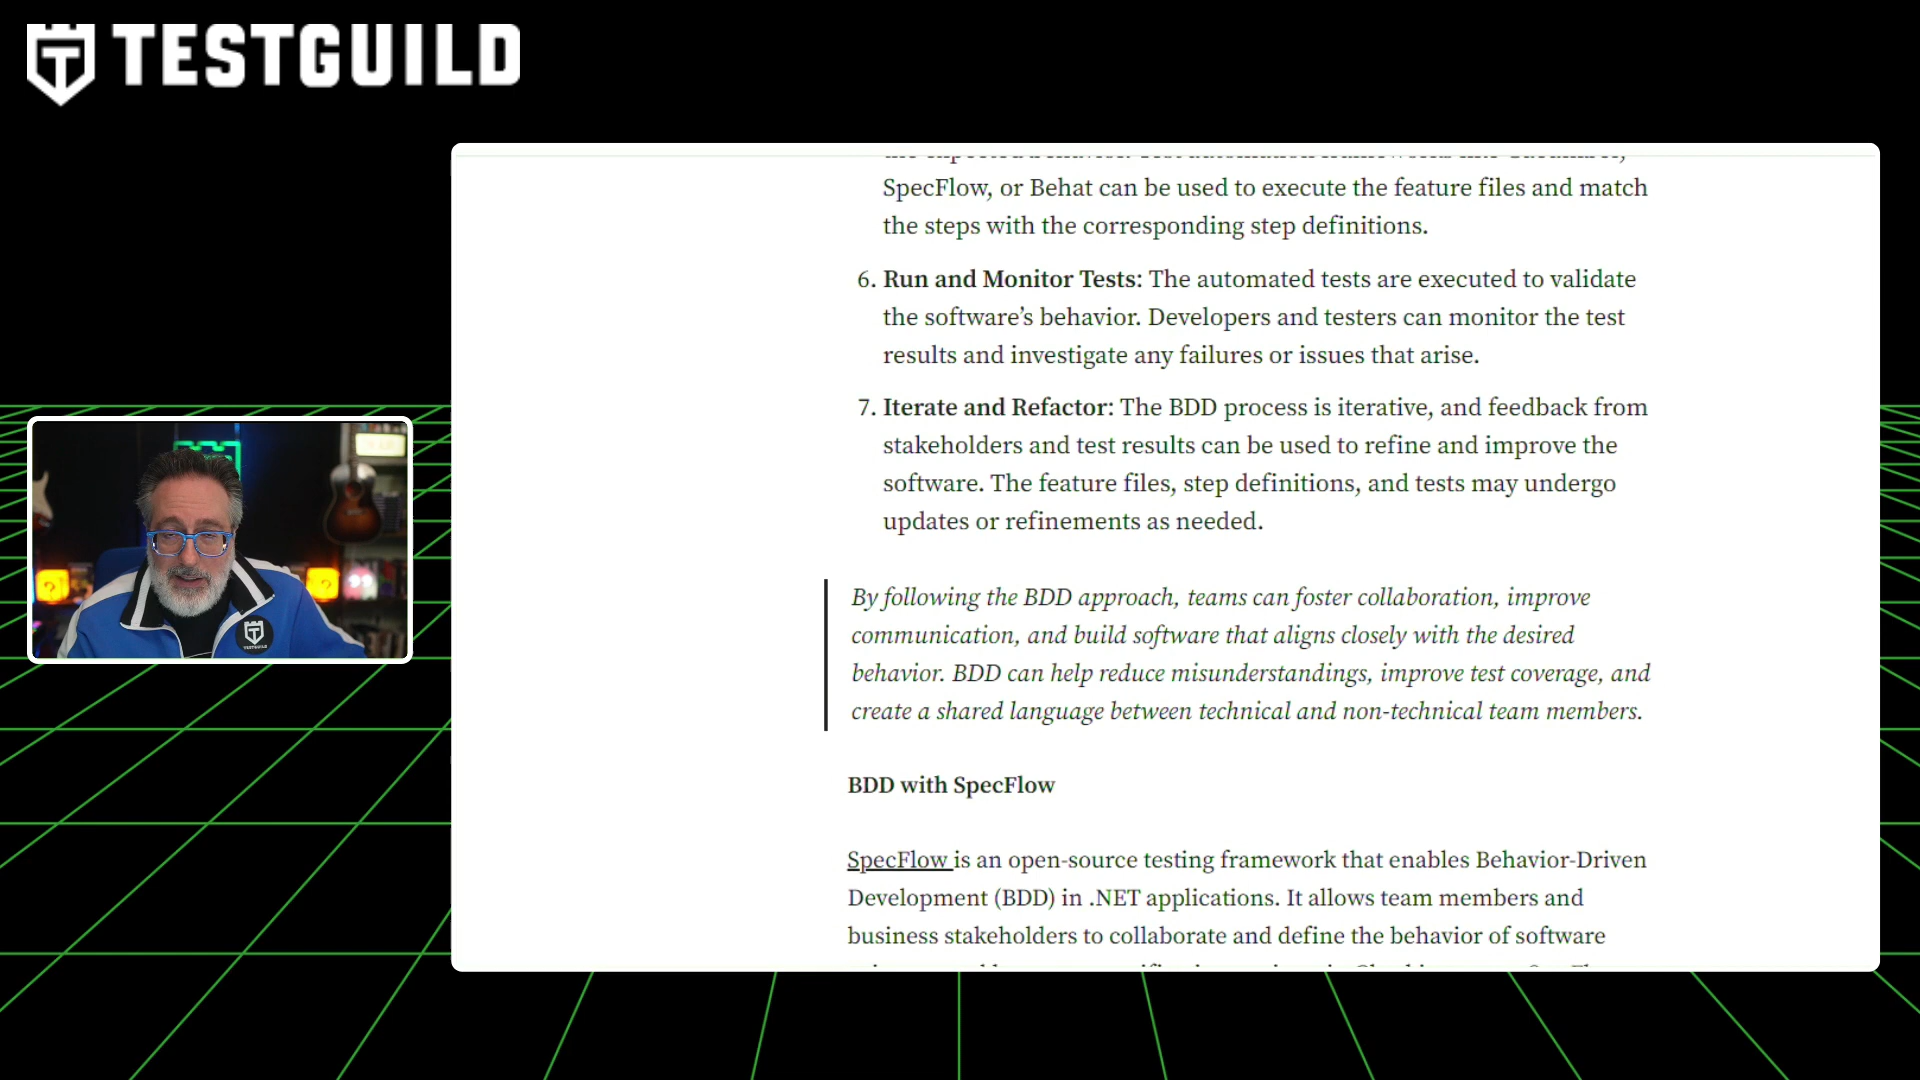 TESTGUILD
SpecFlow, or Behat can be used to execute the feature files and match
the steps with the corresponding step definitions.
6. Run and Monitor Tests: The automated tests are executed to validate
the software’s behavior. Developers and testers can monitor the test
results and investigate any failures or issues that arise.
7. Iterate and Refactor: The BDD process is iterative, and feedback from
stakeholders and test results can be used to refine and improve the
software. The feature files, step definitions, and tests may undergo
updates or refinements as needed.
By following the BDD approach, teams can foster collaboration, improve
communication, and build software that aligns closely with the desired
behavior. BDD can help reduce misunderstandings, improve test coverage, and
create a shared language between technical and non-technical team members.
BDD with SpecFlow
SpecFlow is an open-source testing framework that enables Behavior-Driven
Development (BDD) in .NET applications. It allows team members and
business stakeholders to collaborate and define the behavior of software